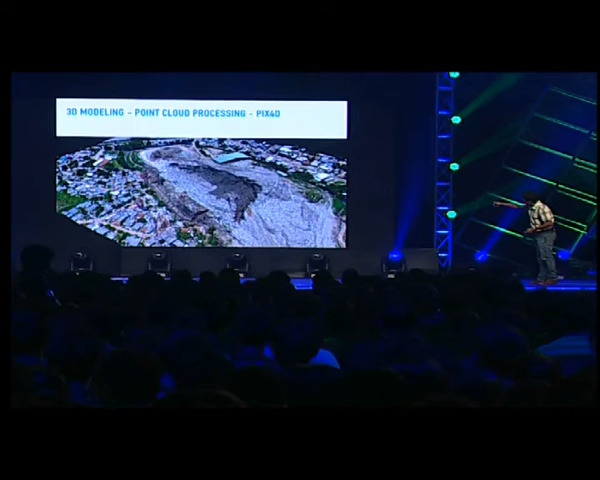 3D MODELING – POINT CLOUD PROCESSING - PIX4D